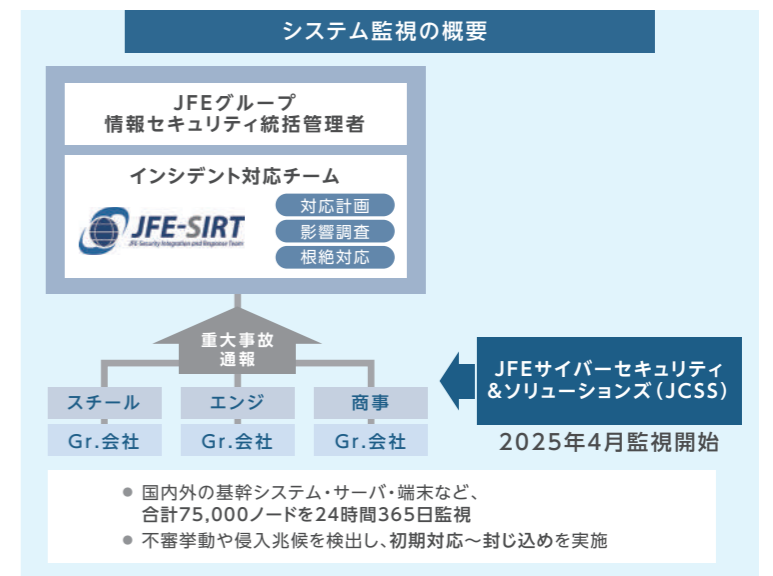 システム監視の概要
JFEグループ
情報セキュリティ統括管理者
インシデント対応チーム
JFE-SIRT
JFE Security Integration and Response Team
対応計画
影響調査
根絶対応
重大事故
通報
JFEサイバーセキュリティ
&ソリューションズ(JCSS)
スチール
エンジ
商事
Gr.会社
Gr.会社
Gr.会社
2025年4月監視開始
● 国内外の基幹システム・サーバ・端末など、
合計75,000ノードを24時間365日監視
● 不審挙動や侵入兆候を検出し、初期対応～封じ込めを実施